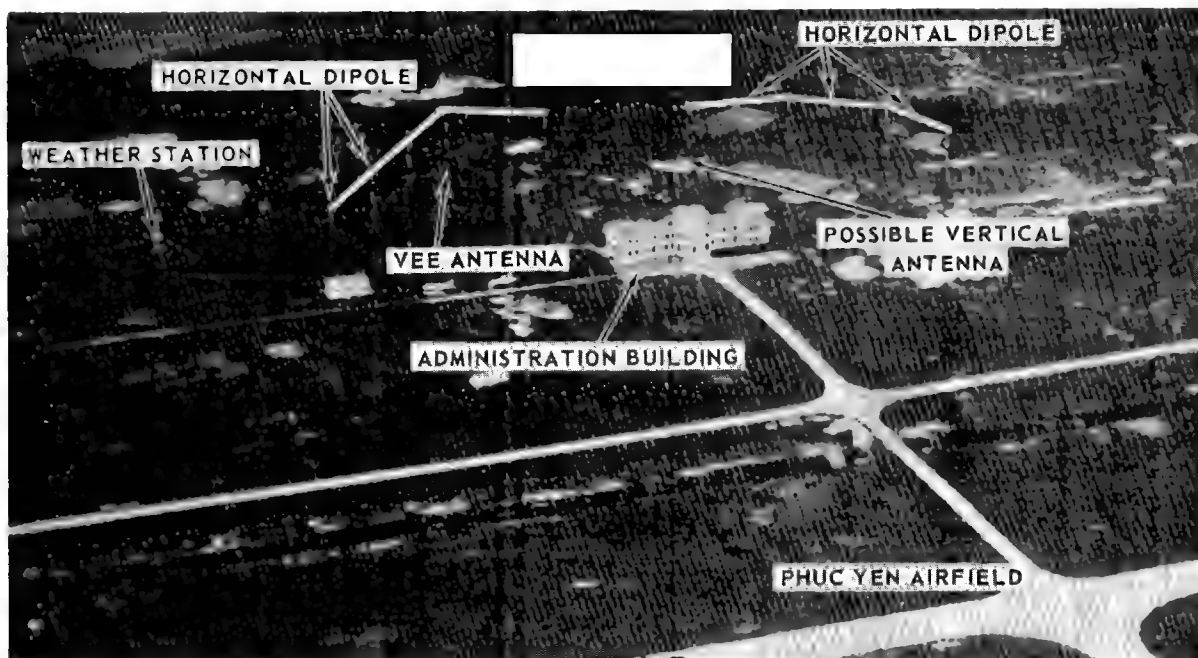 HORIZONTAL DIPOLE
HORIZONTAL DIPOLE
WEATHER STATION
VEE ANTENNA
POSSIBLE VERTICAL
ANTENNA
ADMINISTRATION BUILDING
PHUC YEN AIRFIELD